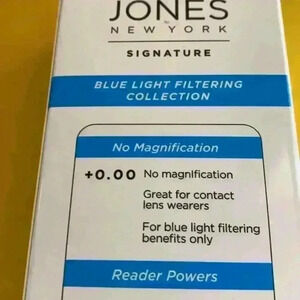 JONES
NEW YORK
SIGNATURE
BLUE LIGHT FILTERING
COLLECTION
No Magnification
+0.00 No magnification
Great for contact
lens wearers
For blue light filtering
benefits only
Reader Powers